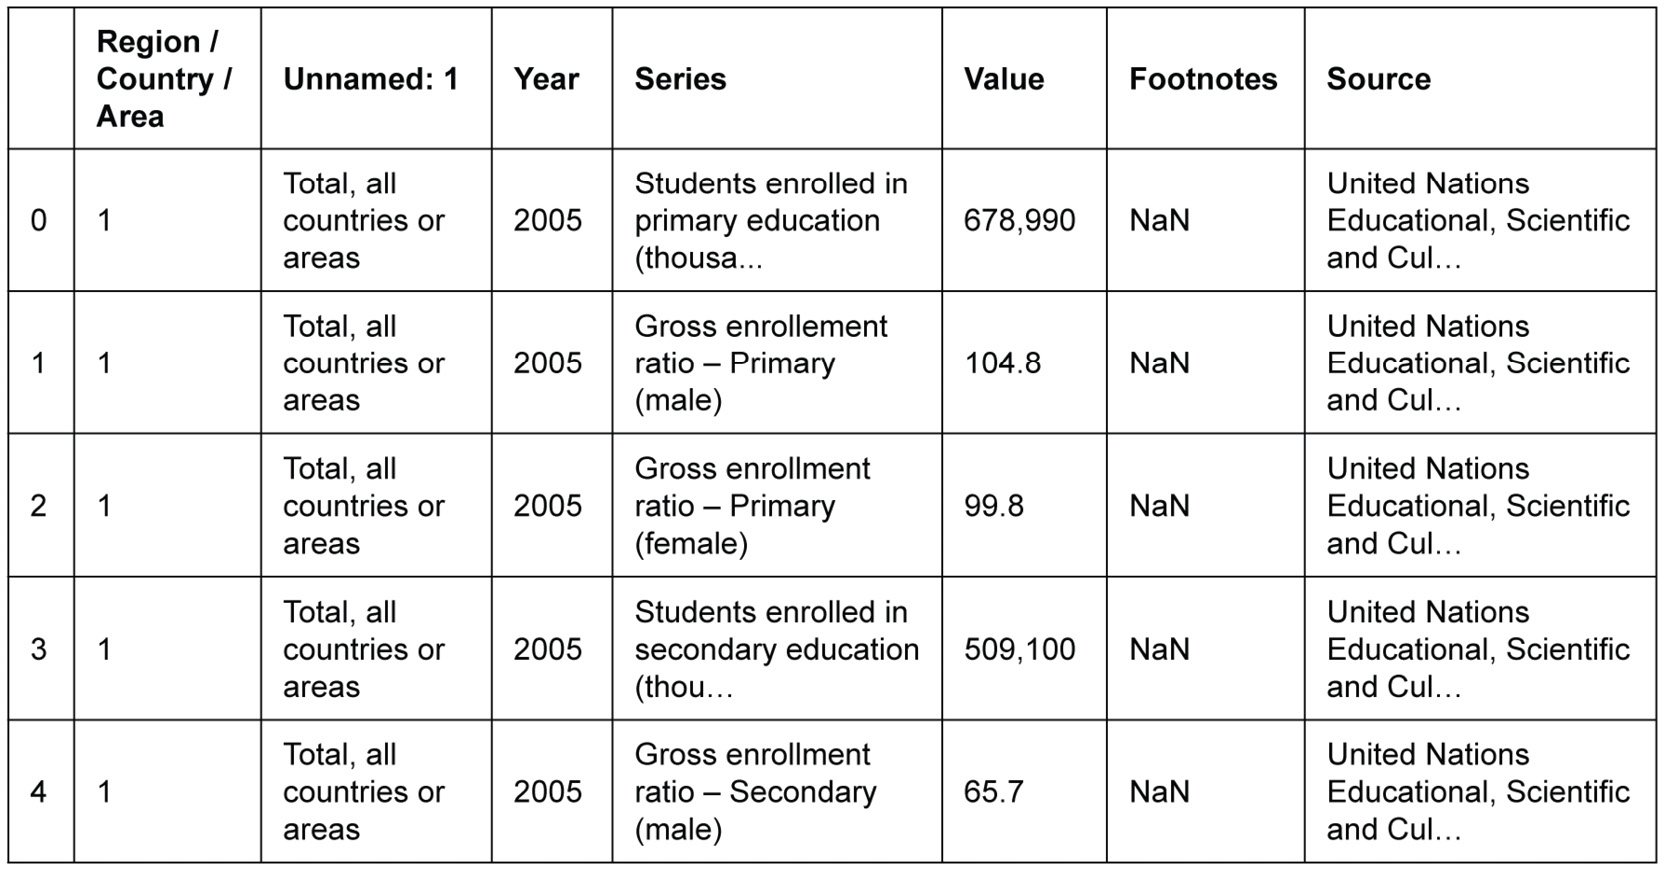 Region / Country / Area Unnamed: 1 Year Series Value Footnotes Source
0 1 Total, all countries or areas 2005 Students enrolled in primary education (thousa... 678,990 NaN United Nations Educational, Scientific and Cul…
1 1 Total, all countries or areas 2005 Gross enrollement ratio – Primary (male) 104.8 NaN United Nations Educational, Scientific and Cul…
2 1 Total, all countries or areas 2005 Gross enrollment ratio – Primary (female) 99.8 NaN United Nations Educational, Scientific and Cul…
3 1 Total, all countries or areas 2005 Students enrolled in secondary education (thou… 509,100 NaN United Nations Educational, Scientific and Cul…
4 1 Total, all countries or areas 2005 Gross enrollment ratio – Secondary (male) 65.7 NaN United Nations Educational, Scientific and Cul…